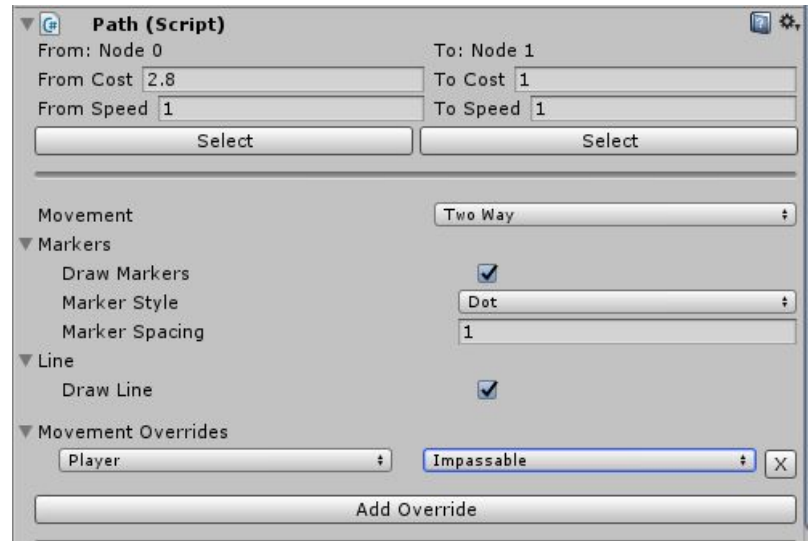 Path (Script)
From: Node 0 To: Node 1
From Cost 2.8 To Cost 1
From Speed 1 To Speed 1
Select Select
Movement Two Way
Markers
Draw Markers
Marker Style Dot
Marker Spacing 1
Line
Draw Line
Movement Overrides
Player Impassable X
Add Override